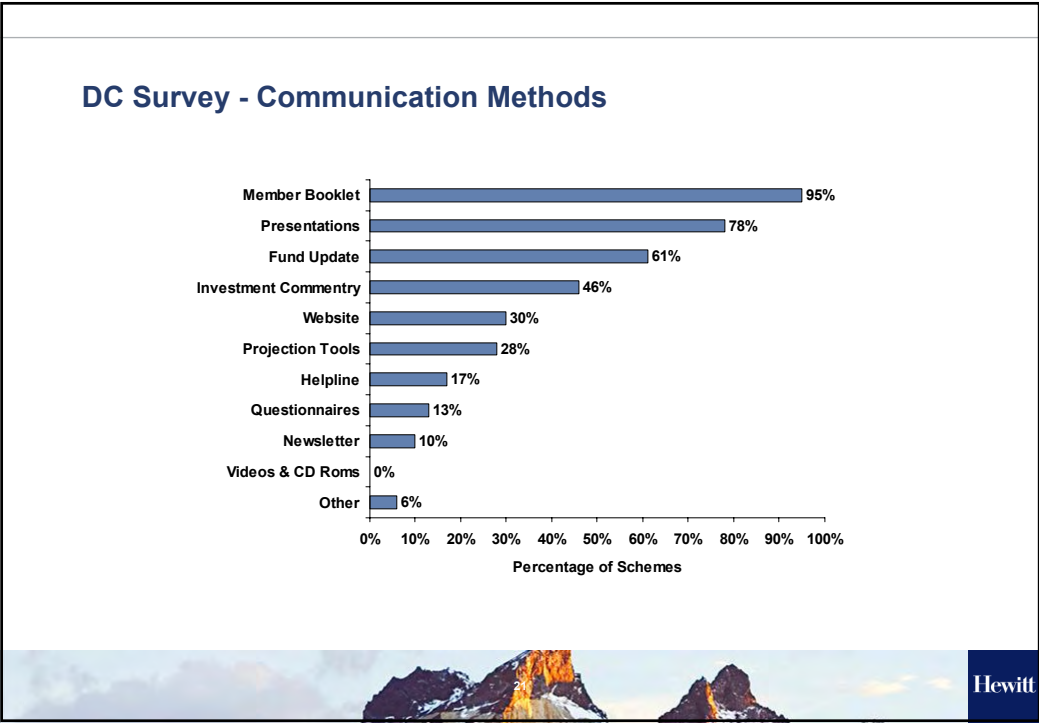 DC Survey - Communication Methods
Member Booklet 95%
Presentations 78%
Fund Update 61%
Investment Commentry 46%
Website 30%
Projection Tools 28%
Helpline 17%
Questionnaires 13%
Newsletter 10%
Videos & CD Roms 0%
Other 6%
0% 10% 20% 30% 40% 50% 60% 70% 80% 90% 100%
Percentage of Schemes
21
Hewitt